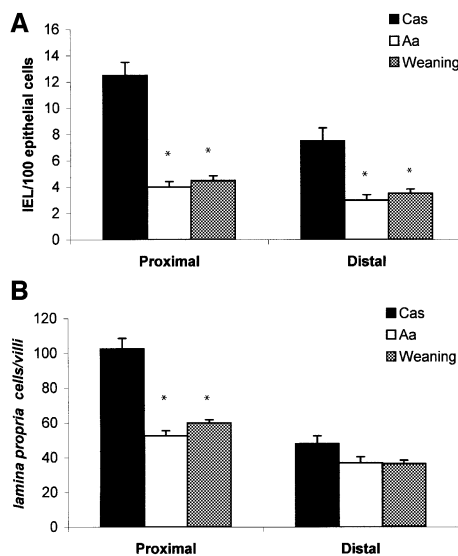 A
Cas
Aa
Weaning
IEL/100 epithelial cells
16
14
12
10
8
6
4
2
0
*
*
*
*
Proximal
Distal
B
Cas
Aa
Weaning
lamina propria cells/villi
120
100
80
60
40
20
0
*
*
Proximal
Distal